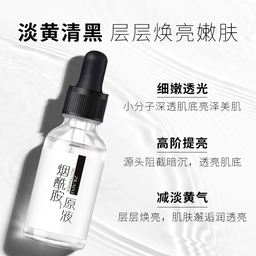 淡黄清黑 层层焕亮嫩肤
细嫩透光
小分子深透肌底亮泽美肌
高阶提亮
源头阻截暗沉，透亮肌底
减淡黄气
层层焕亮，肌肤邂逅润透亮
烟酰胺
原液